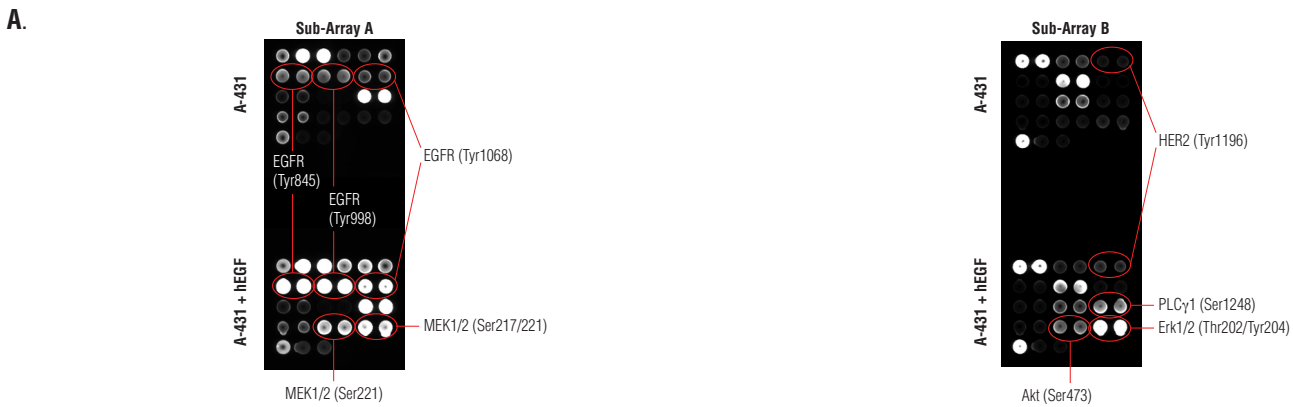 A.
Sub-Array A
A-431
EGFR
(Tyr845)
EGFR
(Tyr998)
EGFR (Tyr1068)
A-431 + hEGF
MEK1/2 (Ser217/221)
MEK1/2 (Ser221)
Sub-Array B
A-431
HER2 (Tyr1196)
A-431 + hEGF
PLCγ1 (Ser1248)
Erk1/2 (Thr202/Tyr204)
Akt (Ser473)